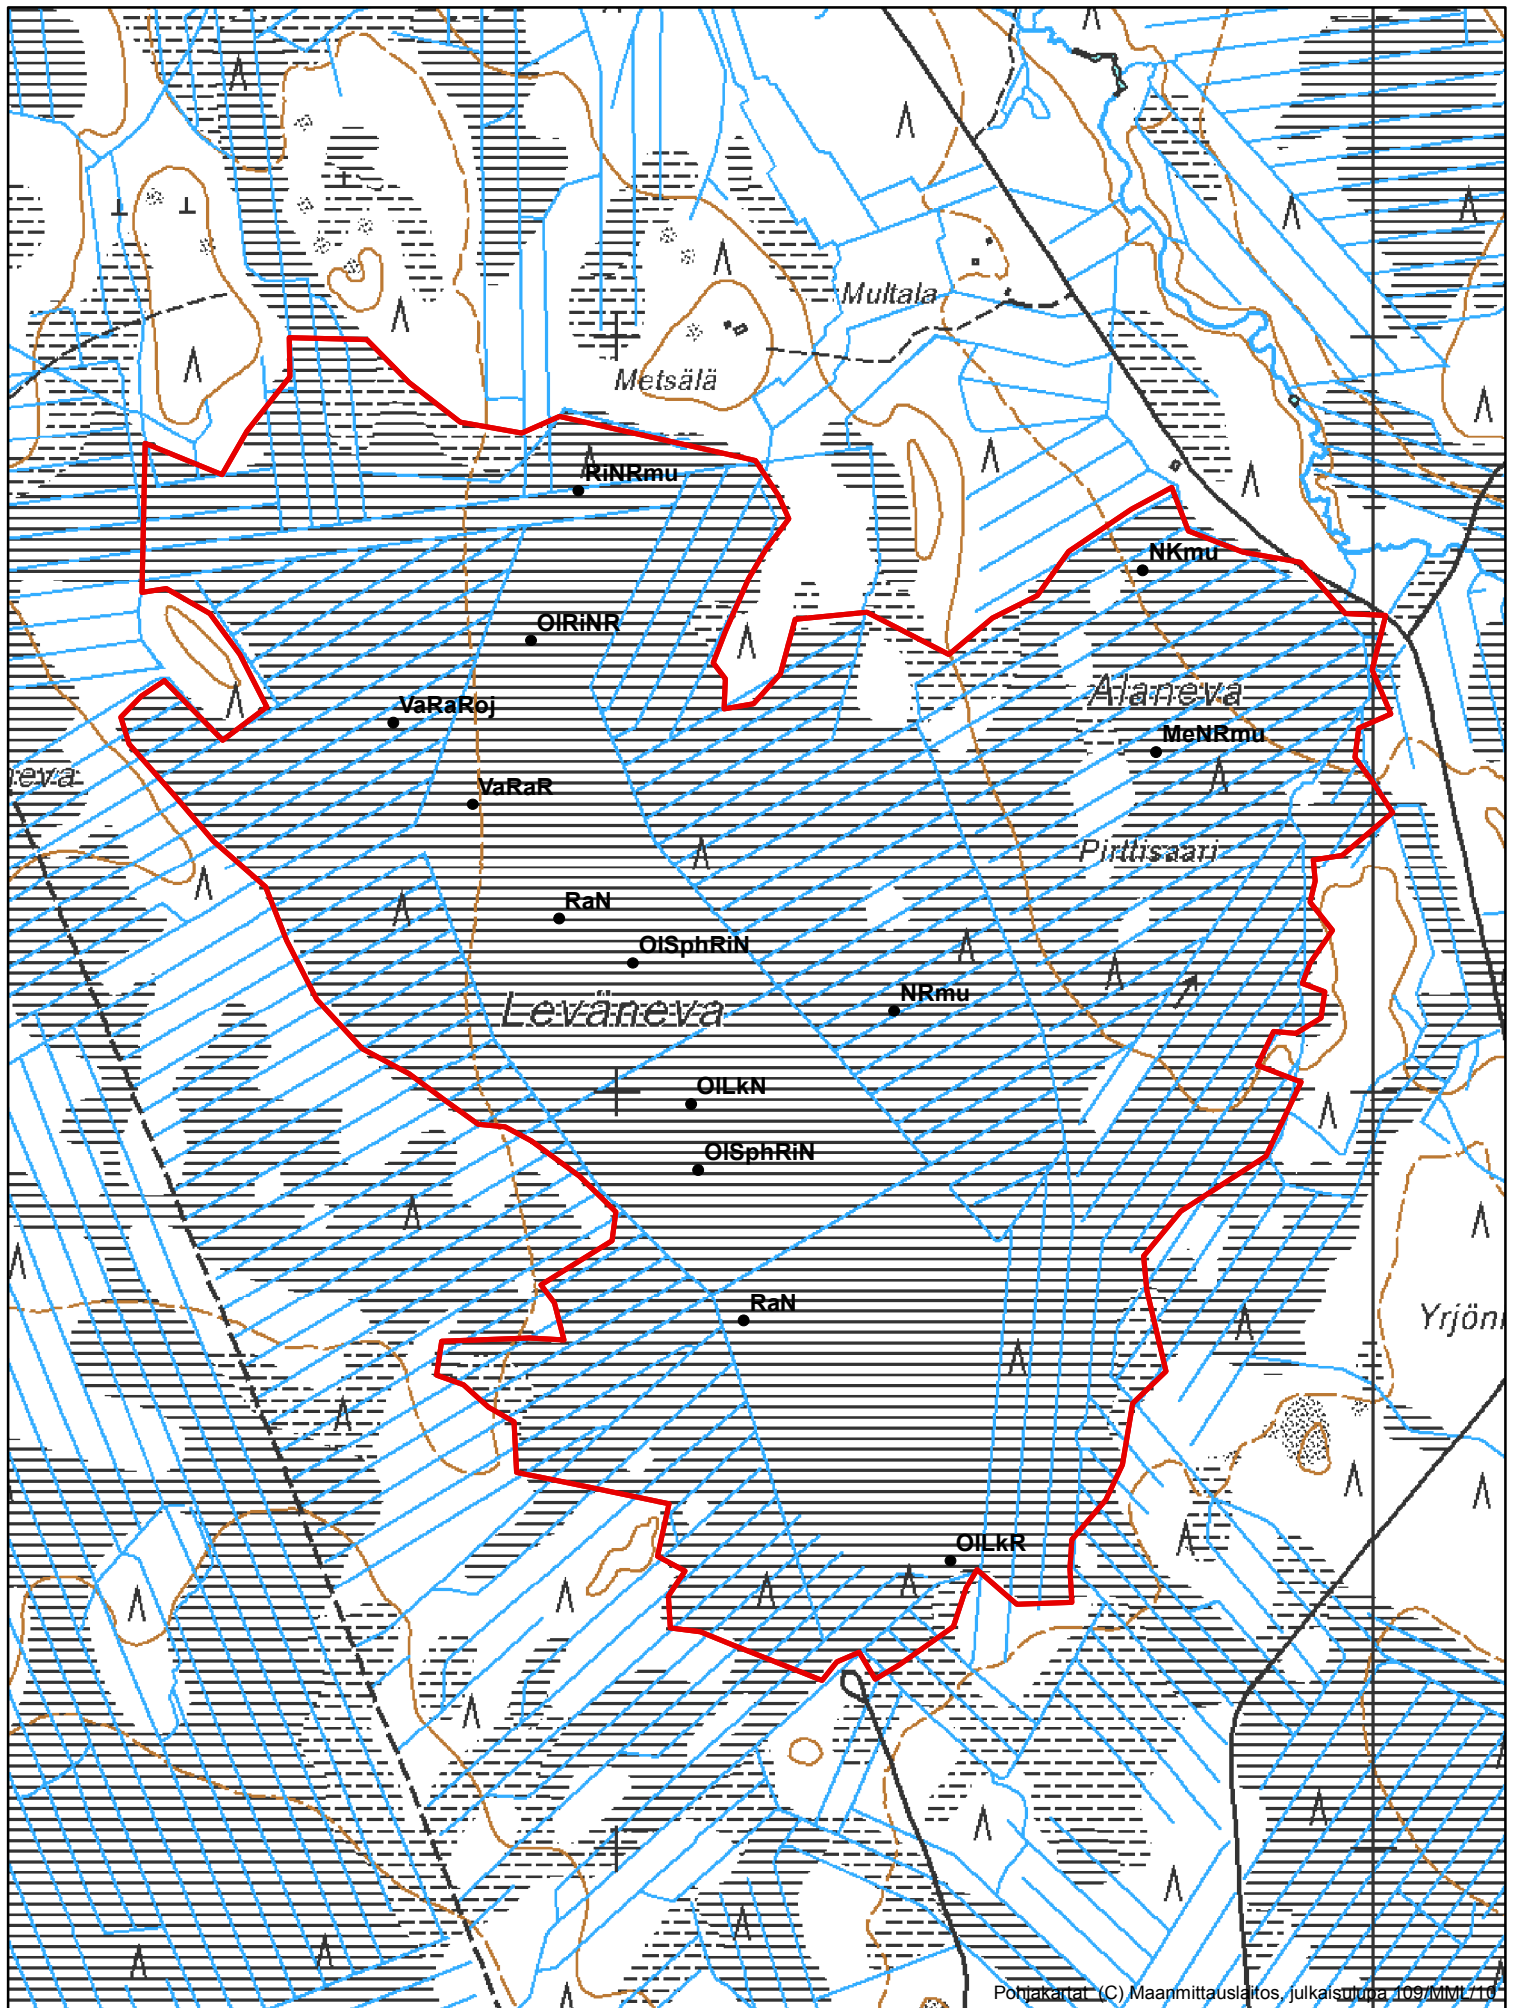 Multala
Metsälä
RiNRmu
NKmu
OlRiNR
Alaneva
VaRaRoj
MeNRmu
neva
VaRaR
Pirttisaari
RaN
OlSphRiN
NRmu
Leväneva
OlLkN
OlSphRiN
RaN
Yrjön
OlLkR
Pohjakartat (C) Maanmittauslaitos, julkaisulupa 109/MML/10